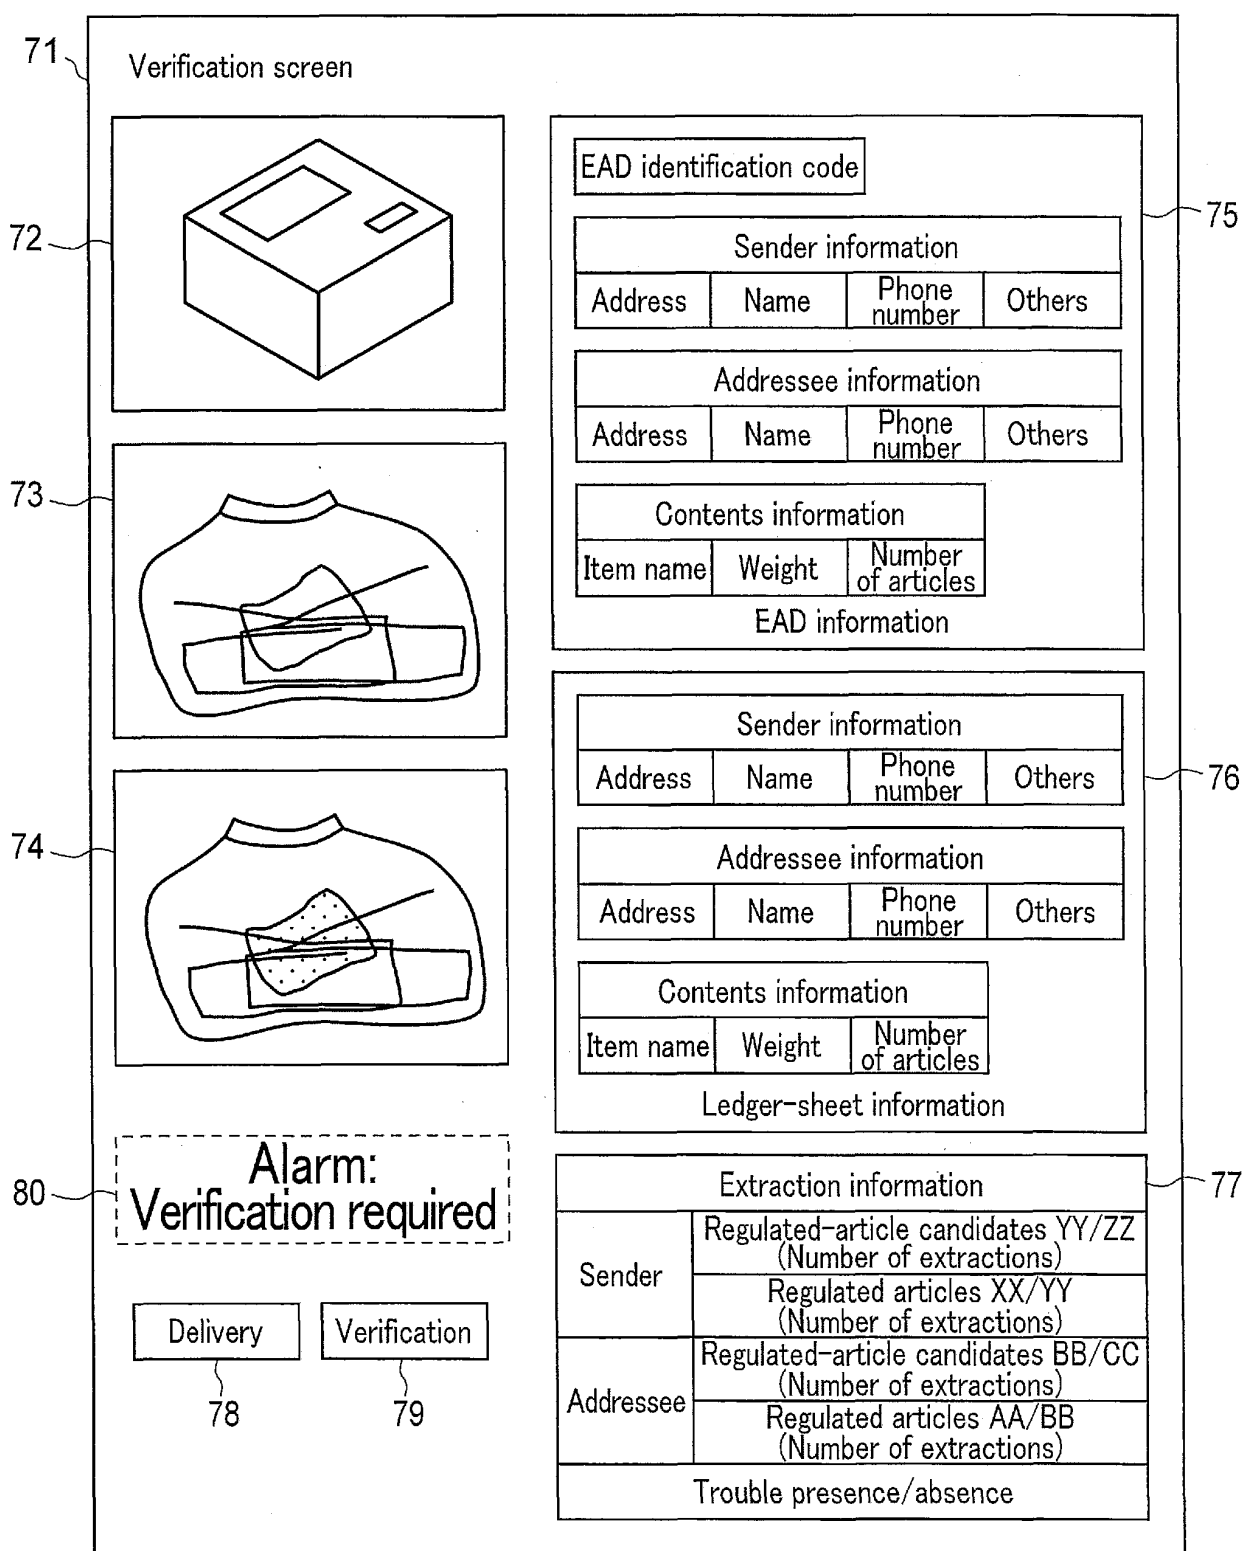 71
Verification screen
72
73
74
80
Alarm:
Verification required
Delivery
Verification
78
79
EAD identification code
75
Sender information
Address
Name
Phone
number
Others
Addressee information
Address
Name
Phone
number
Others
Contents information
Item name
Weight
Number
of articles
EAD information
Sender information
76
Address
Name
Phone
number
Others
Addressee information
Address
Name
Phone
number
Others
Contents information
Item name
Weight
Number
of articles
Ledger-sheet information
Extraction information
77
Sender
Regulated-article candidates YY/ZZ
(Number of extractions)
Regulated articles XX/YY
(Number of extractions)
Addressee
Regulated-article candidates BB/CC
(Number of extractions)
Regulated articles AA/BB
(Number of extractions)
Trouble presence/absence